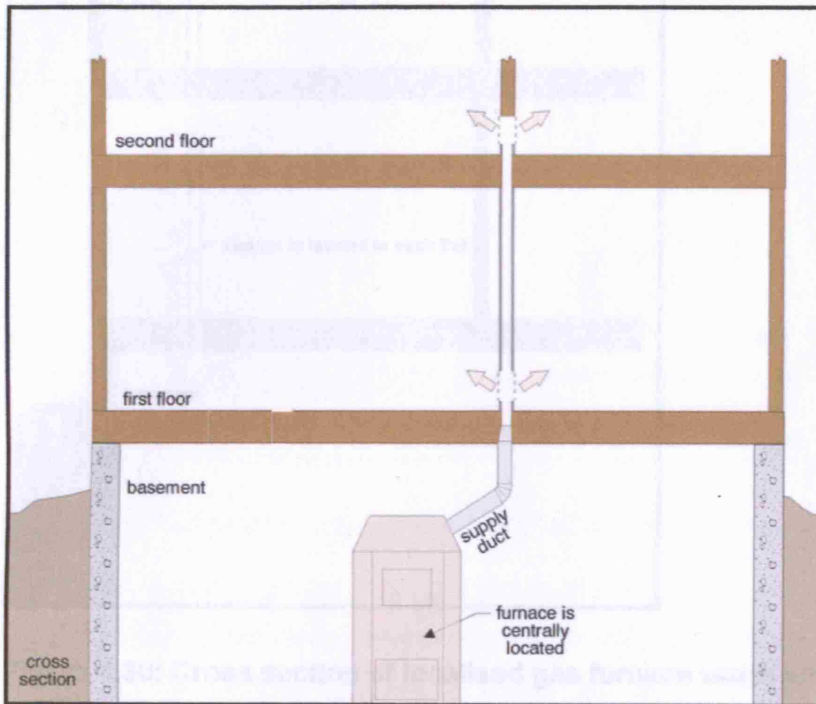 second floor
first floor
basement
supply
duct
furnace is
centrally
located
cross
section